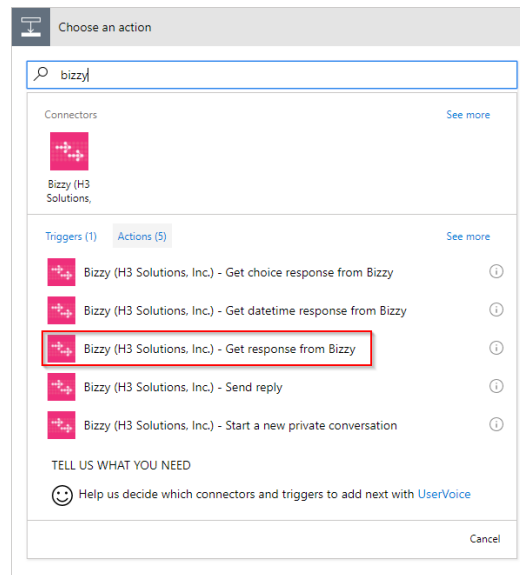 Choose an action
bizzy
Connectors
See more
Bizzy (H3
Solutions,
Triggers (1)
Actions (5)
See more
Bizzy (H3 Solutions, Inc.) - Get choice response from Bizzy
Bizzy (H3 Solutions, Inc.) - Get datetime response from Bizzy
Bizzy (H3 Solutions, Inc.) - Get response from Bizzy
Bizzy (H3 Solutions, Inc.) - Send reply
Bizzy (H3 Solutions, Inc.) - Start a new private conversation
TELL US WHAT YOU NEED
Help us decide which connectors and triggers to add next with UserVoice
Cancel